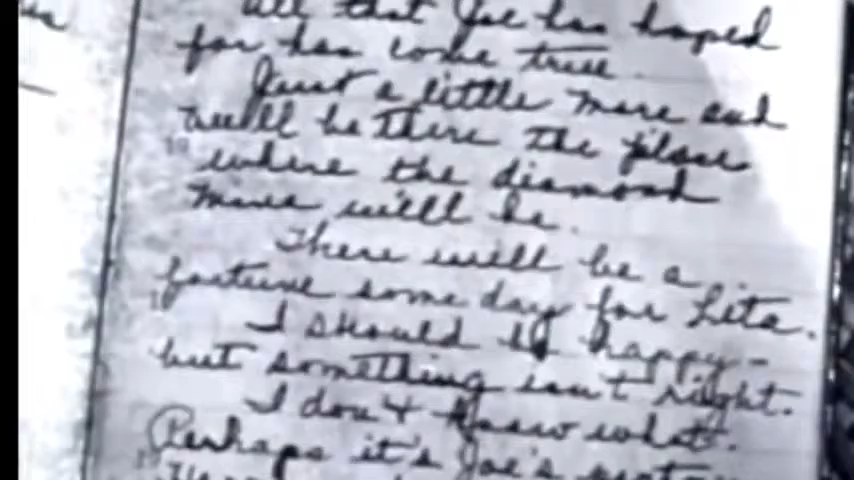 all that Joe has hoped
for has come true.
Just a little more and
we'll be there the place
where the diamond
mines will be.
There will be a
fortune some day for Lita.
I should be happy-
but something isn't right.
I don't know what.
Perhaps it's Joe's